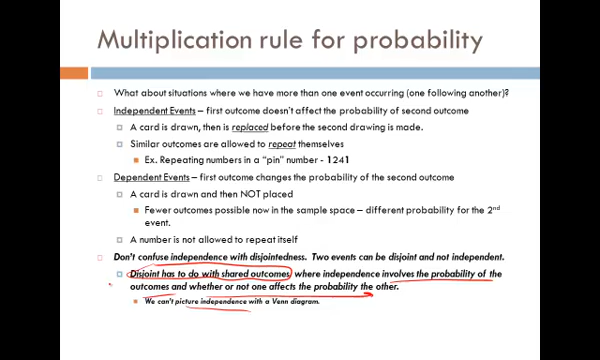 Multiplication rule for probability
What about situations where we have more than one event occurring (one following another)?
Independent Events – first outcome doesn't affect the probability of second outcome
A card is drawn, then is replaced before the second drawing is made.
Similar outcomes are allowed to repeat themselves
Ex. Repeating numbers in a "pin" number - 1241
Dependent Events – first outcome changes the probability of the second outcome
A card is drawn and then NOT placed
Fewer outcomes possible now in the sample space – different probability for the 2nd
event.
A number is not allowed to repeat itself
Don't confuse independence with disjointedness. Two events can be disjoint and not independent.
Disjoint has to do with shared outcomes, where independence involves the probability of the
outcomes and whether or not one affects the probability the other.
We can't picture independence with a Venn diagram.